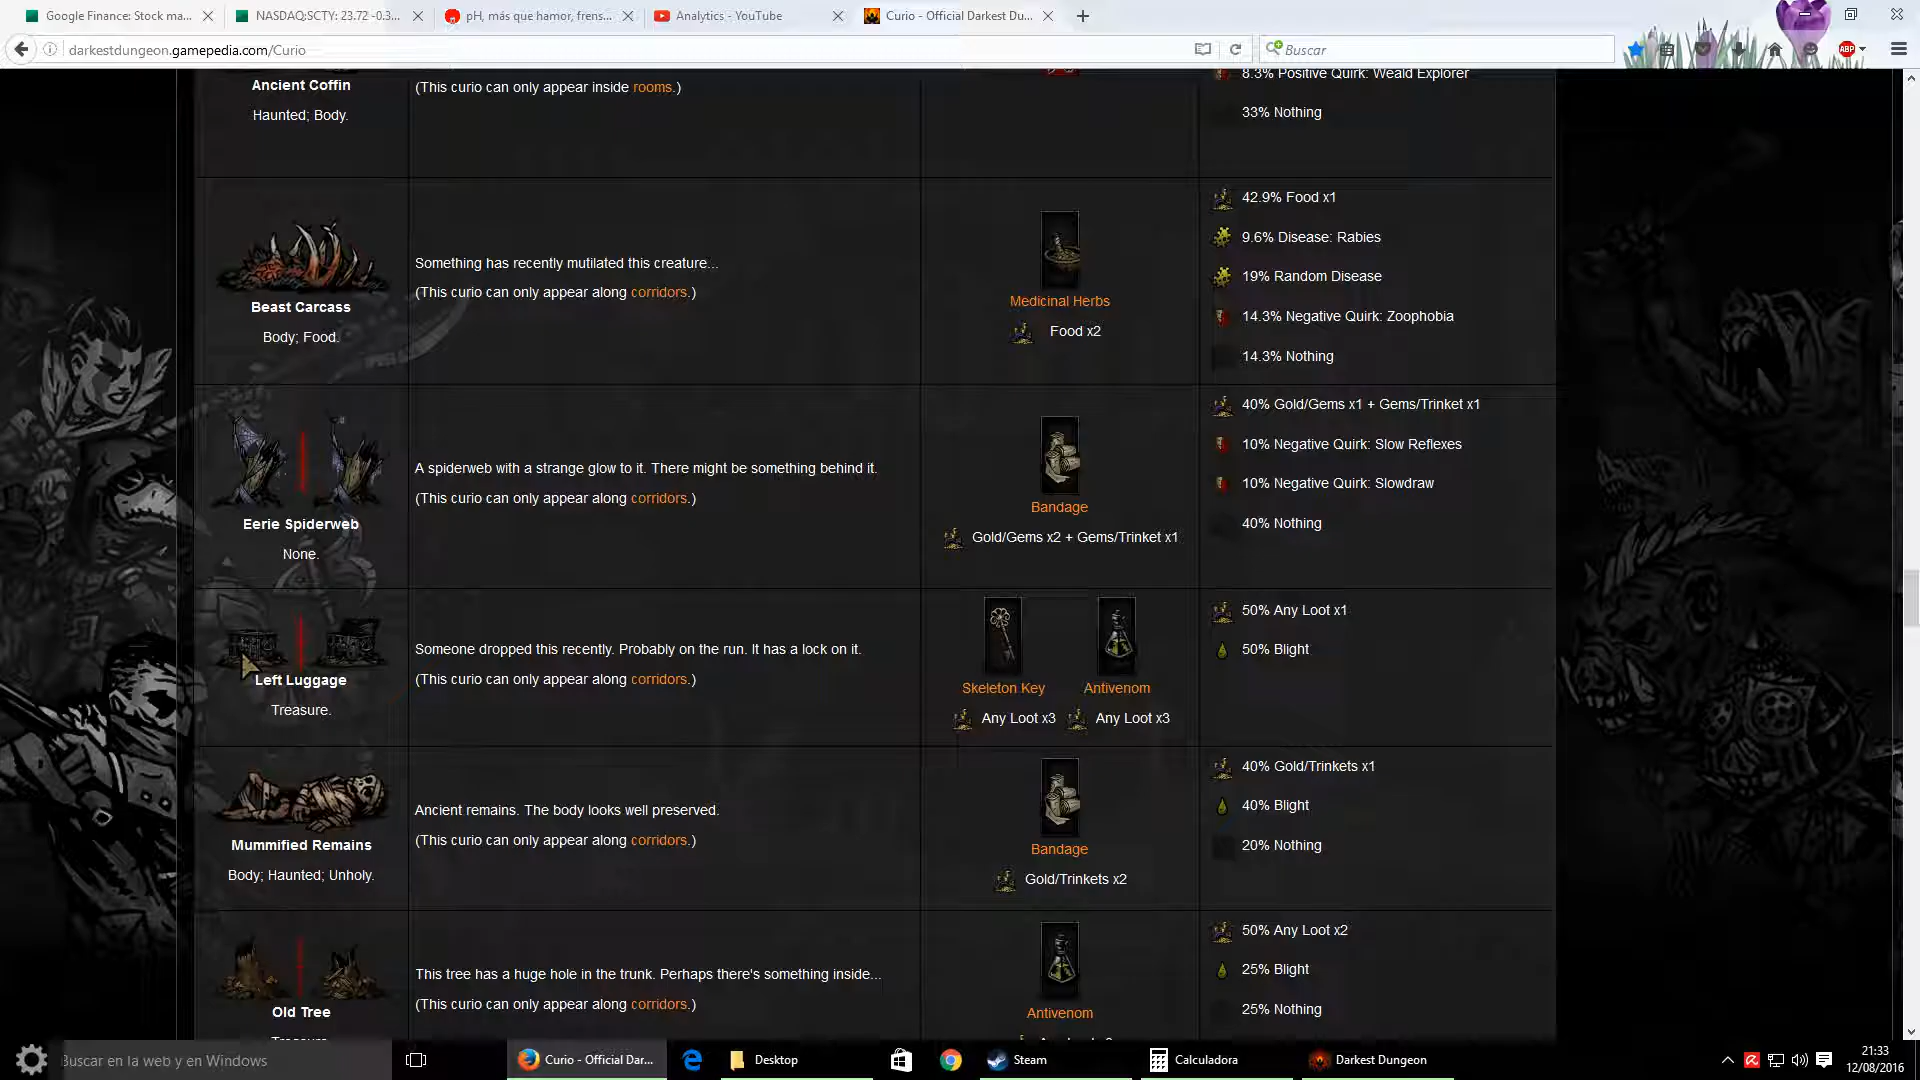 Google Finance: Stock ma...
NASDAQ:SCTY: 23.72 -0.3...
pH, más que hamor, frens...
Analytics - YouTube
Curio - Official Darkest Du...
darkestdungeon.gamepedia.com/Curio
Buscar
ABP
Ancient Coffin
Haunted; Body.
(This curio can only appear inside rooms.)
8.3% Positive Quirk: Weald Explorer
33% Nothing
Beast Carcass
Body; Food.
Something has recently mutilated this creature...
(This curio can only appear along corridors.)
Medicinal Herbs
Food x2
42.9% Food x1
9.6% Disease: Rabies
19% Random Disease
14.3% Negative Quirk: Zoophobia
14.3% Nothing
Eerie Spiderweb
None.
A spiderweb with a strange glow to it. There might be something behind it.
(This curio can only appear along corridors.)
Bandage
Gold/Gems x2 + Gems/Trinket x1
40% Gold/Gems x1 + Gems/Trinket x1
10% Negative Quirk: Slow Reflexes
10% Negative Quirk: Slowdraw
40% Nothing
Left Luggage
Treasure.
Someone dropped this recently. Probably on the run. It has a lock on it.
(This curio can only appear along corridors.)
Skeleton Key
Any Loot x3
Antivenom
Any Loot x3
50% Any Loot x1
50% Blight
Mummified Remains
Body; Haunted; Unholy.
Ancient remains. The body looks well preserved.
(This curio can only appear along corridors.)
Bandage
Gold/Trinkets x2
40% Gold/Trinkets x1
40% Blight
20% Nothing
Old Tree
This tree has a huge hole in the trunk. Perhaps there's something inside...
(This curio can only appear along corridors.)
Antivenom
50% Any Loot x2
25% Blight
25% Nothing
Buscar en la web y en Windows
Curio - Official Dar...
Desktop
Steam
Calculadora
Darkest Dungeon
21:33
12/08/2016